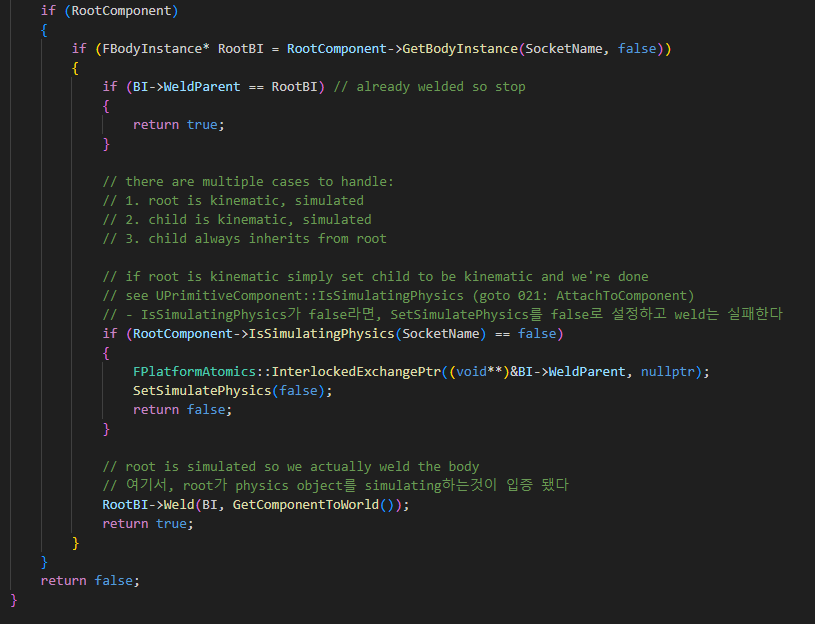 if (RootComponent)
{
if (FBodyInstance* RootBI = RootComponent->GetBodyInstance(SocketName, false))
{
if (BI->WeldParent == RootBI) // already welded so stop
{
return true;
}
// there are multiple cases to handle:
// 1. root is kinematic, simulated
// 2. child is kinematic, simulated
// 3. child always inherits from root
// if root is kinematic simply set child to be kinematic and we're done
// see UPrimitiveComponent::IsSimulatingPhysics (goto 021: AttachToComponent)
// - IsSimulatingPhysics가 false라면, SetSimulatePhysics를 false로 설정하고 weld는 실패한다
if (RootComponent->IsSimulatingPhysics(SocketName) == false)
{
FPlatformAtomics::InterlockedExchangePtr((void**)&BI->WeldParent, nullptr);
SetSimulatePhysics(false);
return false;
}
// root is simulated so we actually weld the body
// 여기서, root가 physics object를 simulating하는것이 입증 됐다
RootBI->Weld(BI, GetComponentToWorld());
return true;
}
}
return false;
}